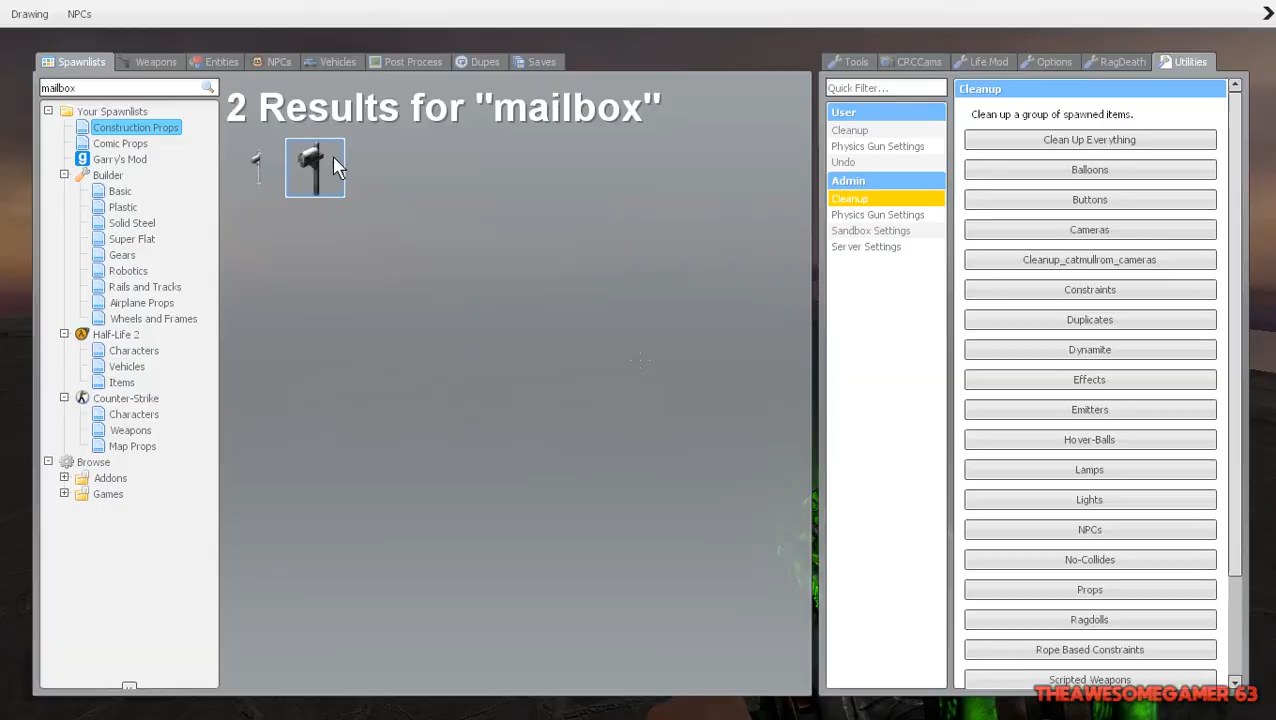 Drawing NPCs
Spawnlists Weapons Entities NPCs Vehicles Post Process Dupes Saves
mailbox
Your Spawnlists
Construction Props
Comic Props
Garry's Mod
Builder
Basic
Plastic
Solid Steel
Super Flat
Gears
Robotics
Rails and Tracks
Airplane Props
Wheels and Frames
Half-Life 2
Characters
Vehicles
Items
Counter-Strike
Characters
Weapons
Map Props
Browse
Addons
Games
2 Results for "mailbox"
Tools CRCCams Life Mod Options RagDeath Utilities
Quick Filter...
User
Cleanup
Physics Gun Settings
Undo
Admin
Cleanup
Physics Gun Settings
Sandbox Settings
Server Settings
Cleanup
Clean up a group of spawned items.
Clean Up Everything
Balloons
Buttons
Cameras
Cleanup_catmullrom_cameras
Constraints
Duplicates
Dynamite
Effects
Emitters
Hover-Balls
Lamps
Lights
NPCs
No-Collides
Props
Ragdolls
Rope Based Constraints
Scripted Weapons
THEAWESOMEGAMER 63